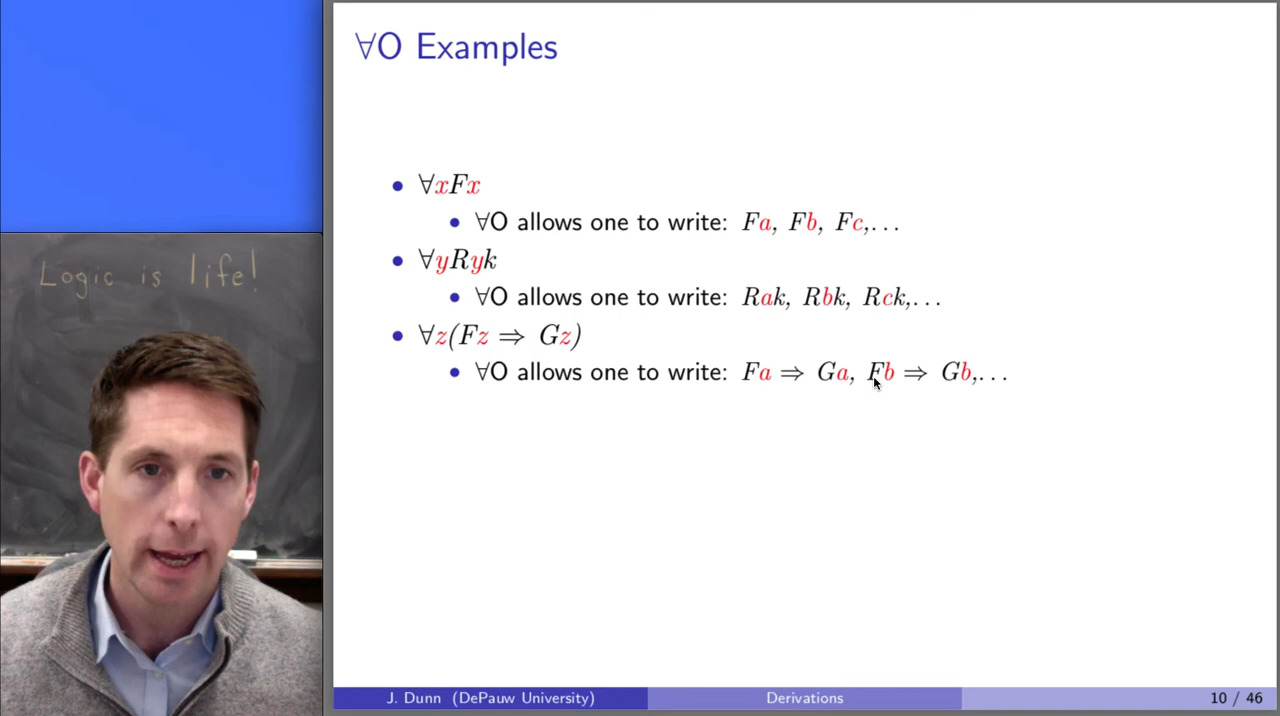 ∀O Examples
• ∀xFx
• ∀O allows one to write: Fa, Fb, Fc,...
• ∀yRyk
• ∀O allows one to write: Rak, Rbk, Rck,...
• ∀z(Fz ⇒ Gz)
• ∀O allows one to write: Fa ⇒ Ga, Fb ⇒ Gb,...
Logic is life!
J. Dunn (DePauw University) Derivations 10 / 46